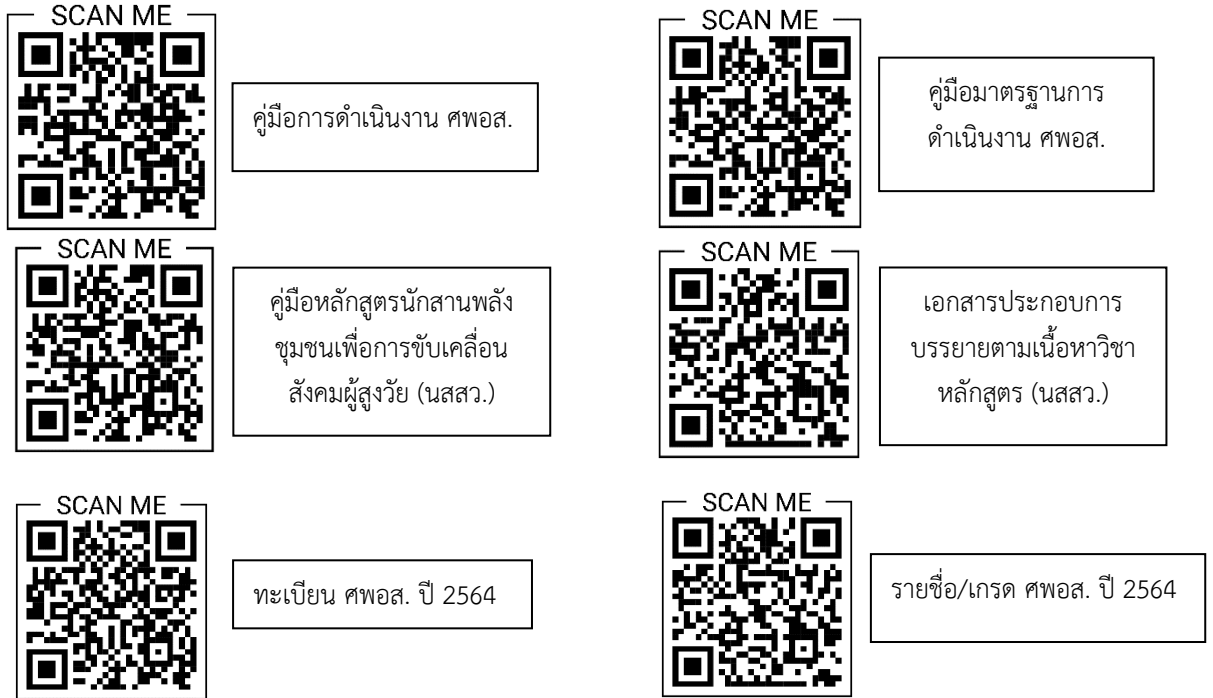 SCAN ME
คู่มือการดำเนินงาน ศพอส.
SCAN ME
คู่มือมาตรฐานการ
ดำเนินงาน ศพอส.
SCAN ME
คู่มือหลักสูตรนักสานพลัง
ชุมชนเพื่อการขับเคลื่อน
สังคมผู้สูงวัย (นสสว.)
SCAN ME
เอกสารประกอบการ
บรรยายตามเนื้อหาวิชา
หลักสูตร (นสสว.)
SCAN ME
ทะเบียน ศพอส. ปี 2564
SCAN ME
รายชื่อ/เกรด ศพอส. ปี 2564